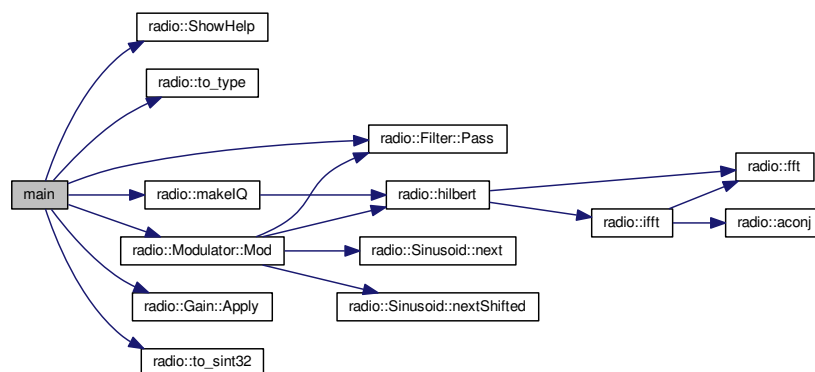 radio::ShowHelp
radio::to_type
radio::Filter::Pass
radio::fft
main
radio::makeIQ
radio::hilbert
radio::ifft
radio::aconj
radio::Modulator::Mod
radio::Sinusoid::next
radio::Gain::Apply
radio::Sinusoid::nextShifted
radio::to_sint32